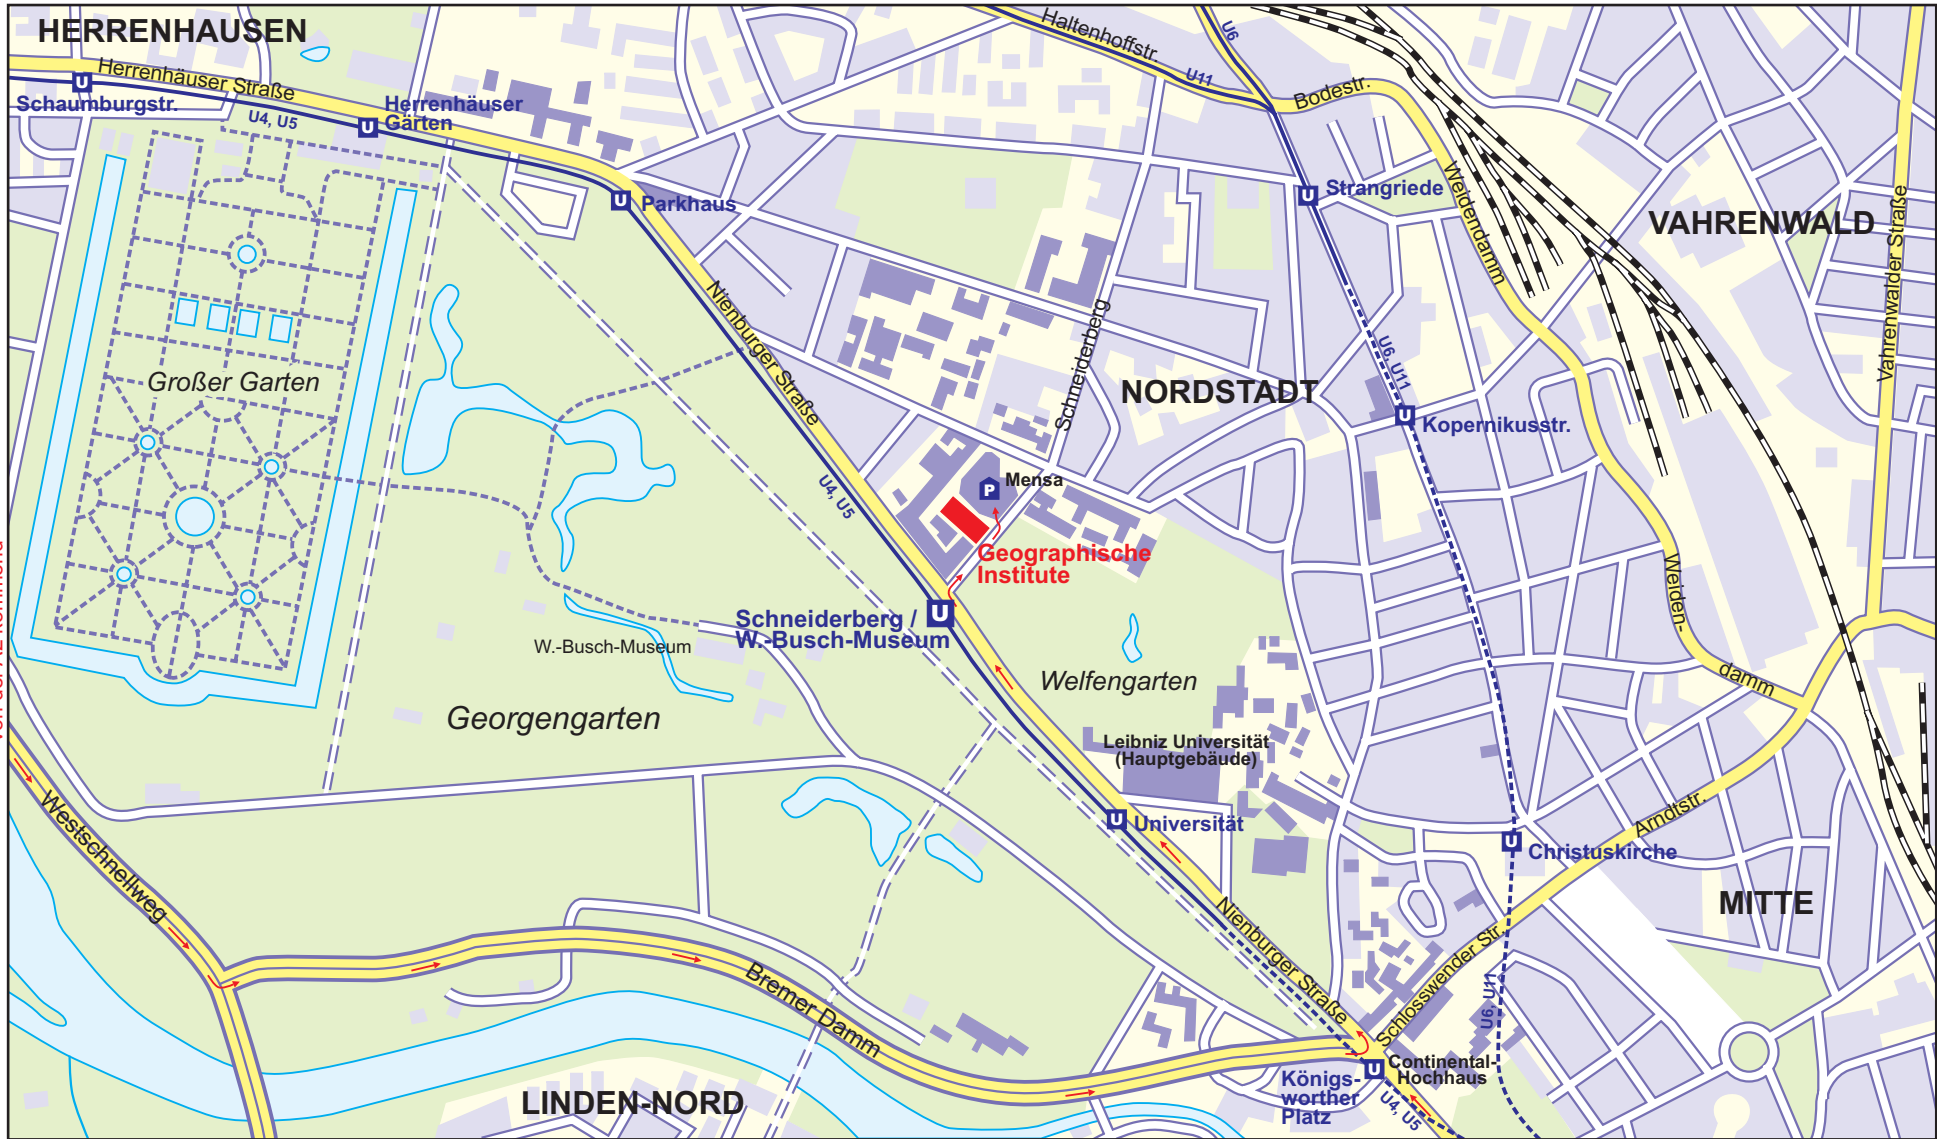 HERRENHAUSEN
Herrenhäuser Straße
Schaumburgstr.
U4, U5
Herrenhäuser
Gärten
Parkhaus
Haltenhoffstr.
U6
U11
Bodestr.
Strangriede
Weidendamm
VAHRENWALD
Vahrenwalder Straße
Großer Garten
Nienburger Straße
Schneiderberg
NORDSTADT
U6, U11
Kopernikusstr.
U4, U5
P
Mensa
Geographische
Institute
Schneiderberg /
W.-Busch-Museum
W.-Busch-Museum
Welfengarten
Georgengarten
Weiden-
damm
Leibniz Universität
(Hauptgebäude)
Universität
Arndtstr.
Christuskirche
MITTE
Westschnellweg
Bremer Damm
Nienburger Straße
Schlosswender Str.
U6, U11
Continental-
Hochhaus
Königs-
worther
Platz
U4, U5
LINDEN-NORD
U
U
U
U
U
U
U
U
U